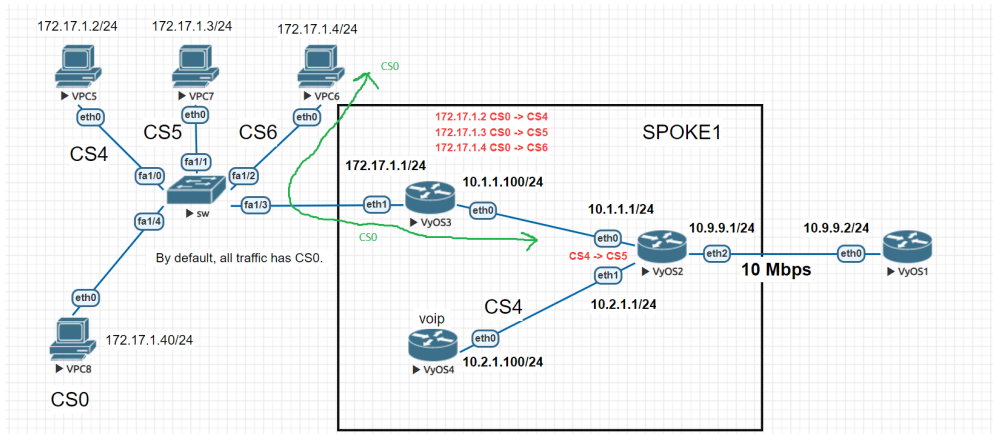 172.17.1.2/24
172.17.1.3/24
172.17.1.4/24
CS0
VPC5
VPC7
VPC6
eth0
eth0
eth0
CS4
CS5
CS6
fa1/0
fa1/1
fa1/2
fa1/3
fa1/4
sw
By default, all traffic has CS0.
eth0
172.17.1.40/24
VPC8
CS0
172.17.1.2 CS0 -> CS4
172.17.1.3 CS0 -> CS5
172.17.1.4 CS0 -> CS6
SPOKE1
172.17.1.1/24
10.1.1.100/24
eth1
eth0
VyOS3
CS0
10.1.1.1/24
eth0
CS4 -> CS5
eth1
10.2.1.1/24
VyOS2
10.9.9.1/24
eth2
10 Mbps
10.9.9.2/24
eth0
VyOS1
CS4
voip
eth0
10.2.1.100/24
VyOS4